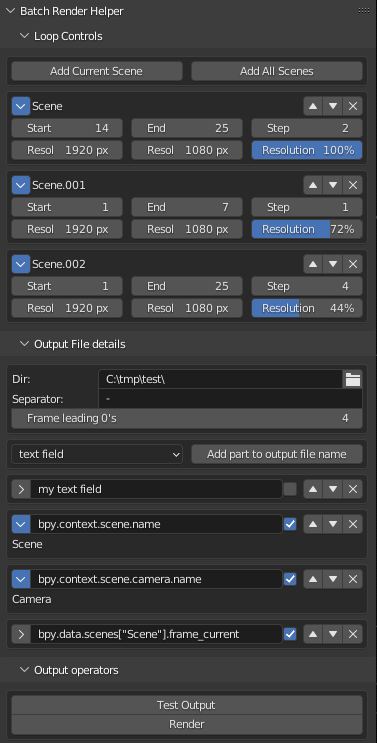 Batch Render Helper
Loop Controls
Add Current Scene Add All Scenes
Scene
Start 14 End 25 Step 2
Resol 1920 px Resol 1080 px Resolution 100%
Scene.001
Start 1 End 7 Step 1
Resol 1920 px Resol 1080 px Resolution 72%
Scene.002
Start 1 End 25 Step 4
Resol 1920 px Resol 1080 px Resolution 44%
Output File details
Dir: C:\tmp\test\
Separator: -
Frame leading 0's 4
text field Add part to output file name
my text field
bpy.context.scene.name
Scene
bpy.context.scene.camera.name
Camera
bpy.data.scenes["Scene"].frame_current
Output operators
Test Output
Render